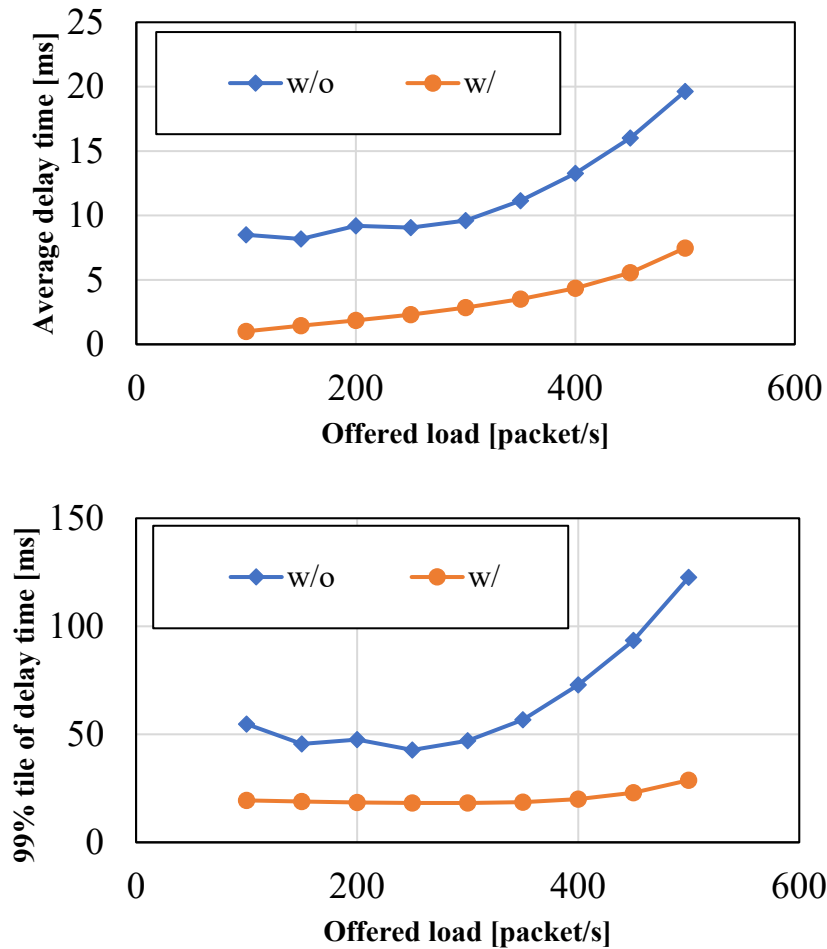 25
20
15
10
5
0
Average delay time [ms]
w/o w/
0 200 400 600
Offered load [packet/s]
150
100
50
0
99% tile of delay time [ms]
w/o w/
0 200 400 600
Offered load [packet/s]